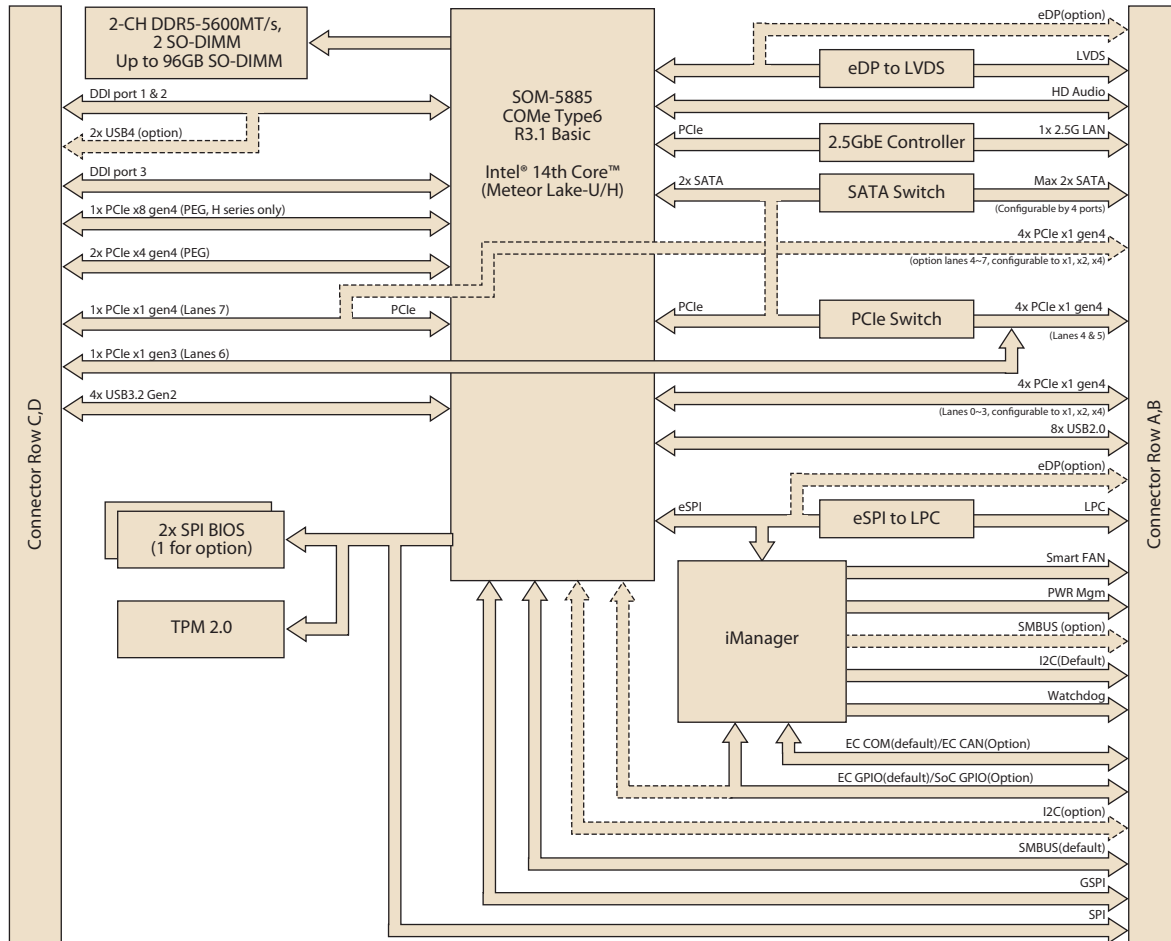 2-CH DDR5-5600MT/s,
2 SO-DIMM
Up to 96GB SO-DIMM
DDI port 1 & 2
2x USB4 (option)
DDI port 3
1x PCIe x8 gen4 (PEG, H series only)
2x PCIe x4 gen4 (PEG)
1x PCIe x1 gen4 (Lanes 7)
PCIe
1x PCIe x1 gen3 (Lanes 6)
4x USB3.2 Gen2
Connector Row C,D
2x SPI BIOS
(1 for option)
TPM 2.0
SOM-5885
COMe Type6
R3.1 Basic
Intel® 14th Core™
(Meteor Lake-U/H)
eDP(option)
eDP to LVDS
LVDS
HD Audio
PCIe
2.5GbE Controller
1x 2.5G LAN
2x SATA
SATA Switch
Max 2x SATA
(Configurable by 4 ports)
4x PCIe x1 gen4
(option lanes 4~7, configurable to x1, x2, x4)
PCIe
PCIe Switch
4x PCIe x1 gen4
(Lanes 4 & 5)
4x PCIe x1 gen4
(Lanes 0~3, configurable to x1, x2, x4)
8x USB2.0
eDP(option)
eSPI
eSPI to LPC
LPC
iManager
Smart FAN
PWR Mgm
SMBUS (option)
I2C(Default)
Watchdog
EC COM(default)/EC CAN(Option)
EC GPIO(default)/SoC GPIO(Option)
I2C(option)
SMBUS(default)
GSPI
SPI
Connector Row A,B